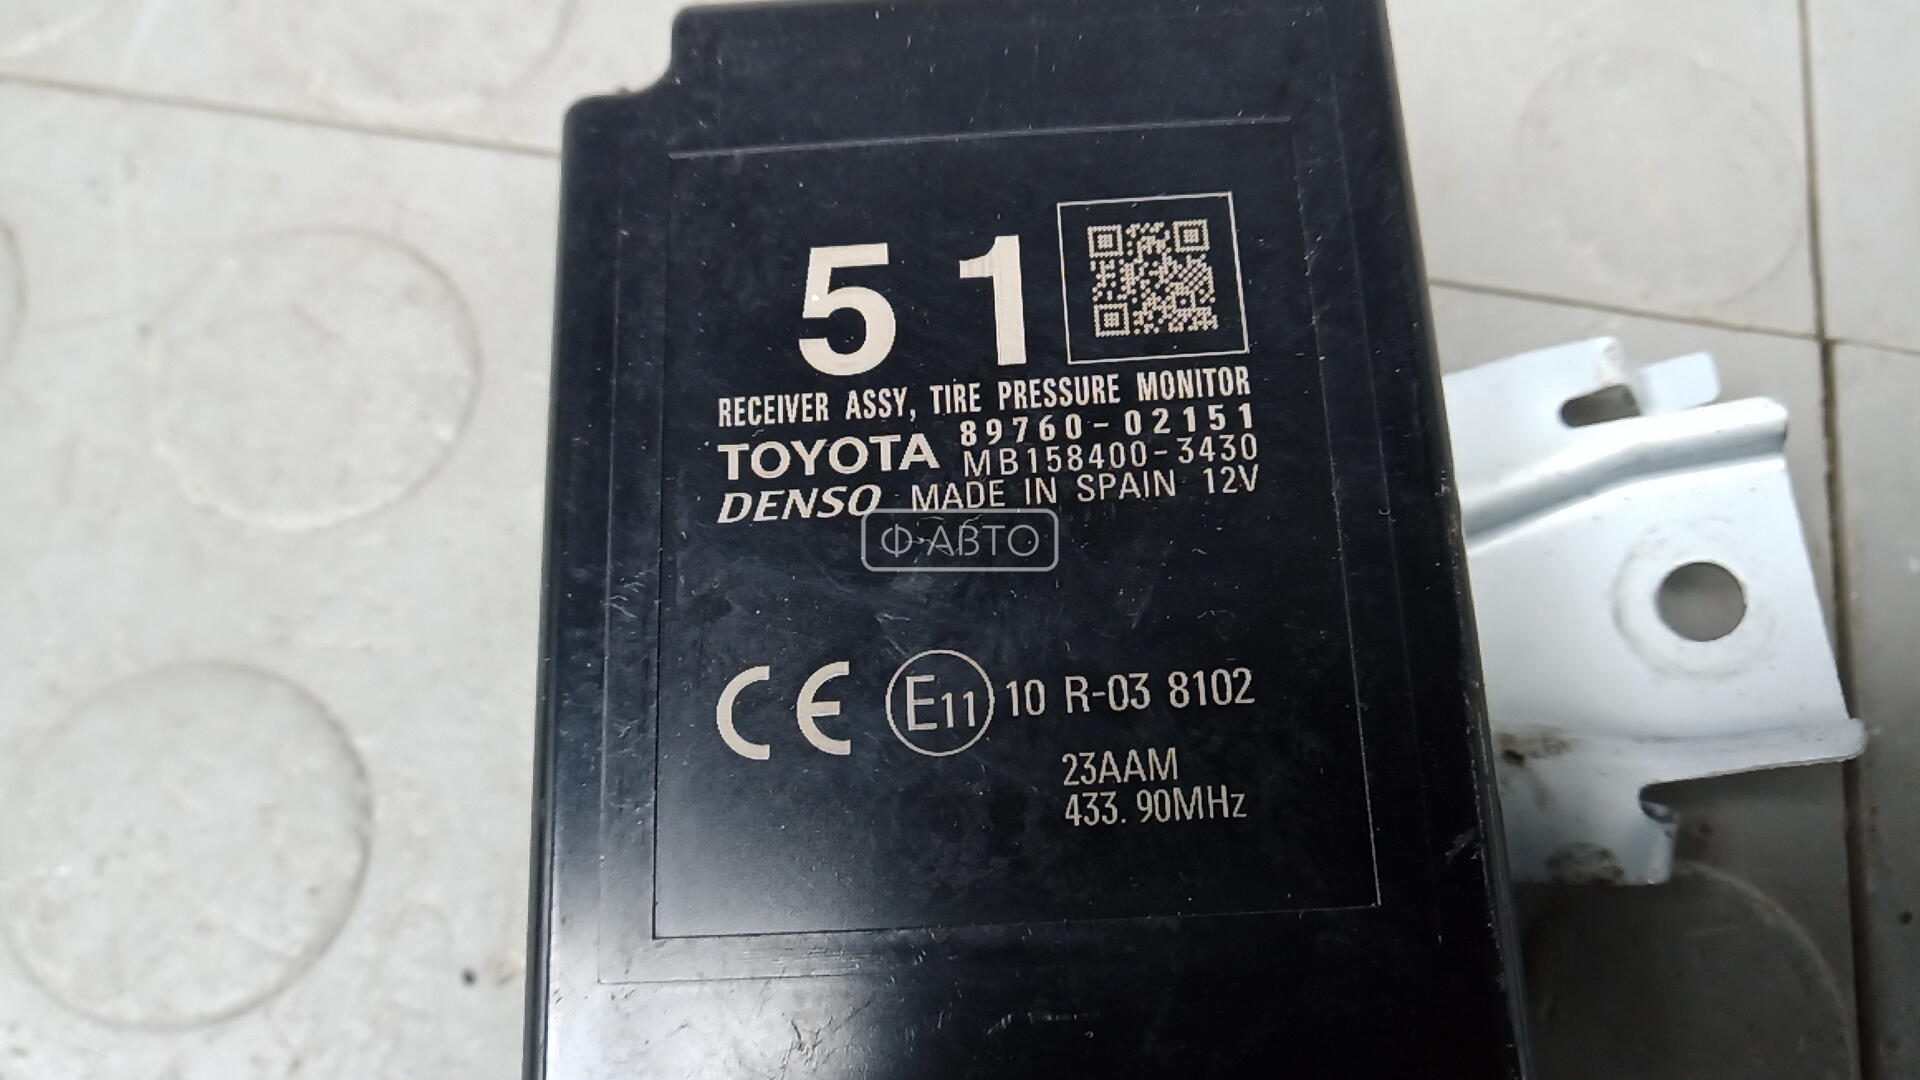 51
RECEIVER ASSY, TIRE PRESSURE MONITOR
TOYOTA 89760-02151
MB158400-3430
DENSO MADE IN SPAIN 12V
Ф-АВТО
CE E11 10 R-03 8102
23AAM
433.90MHz